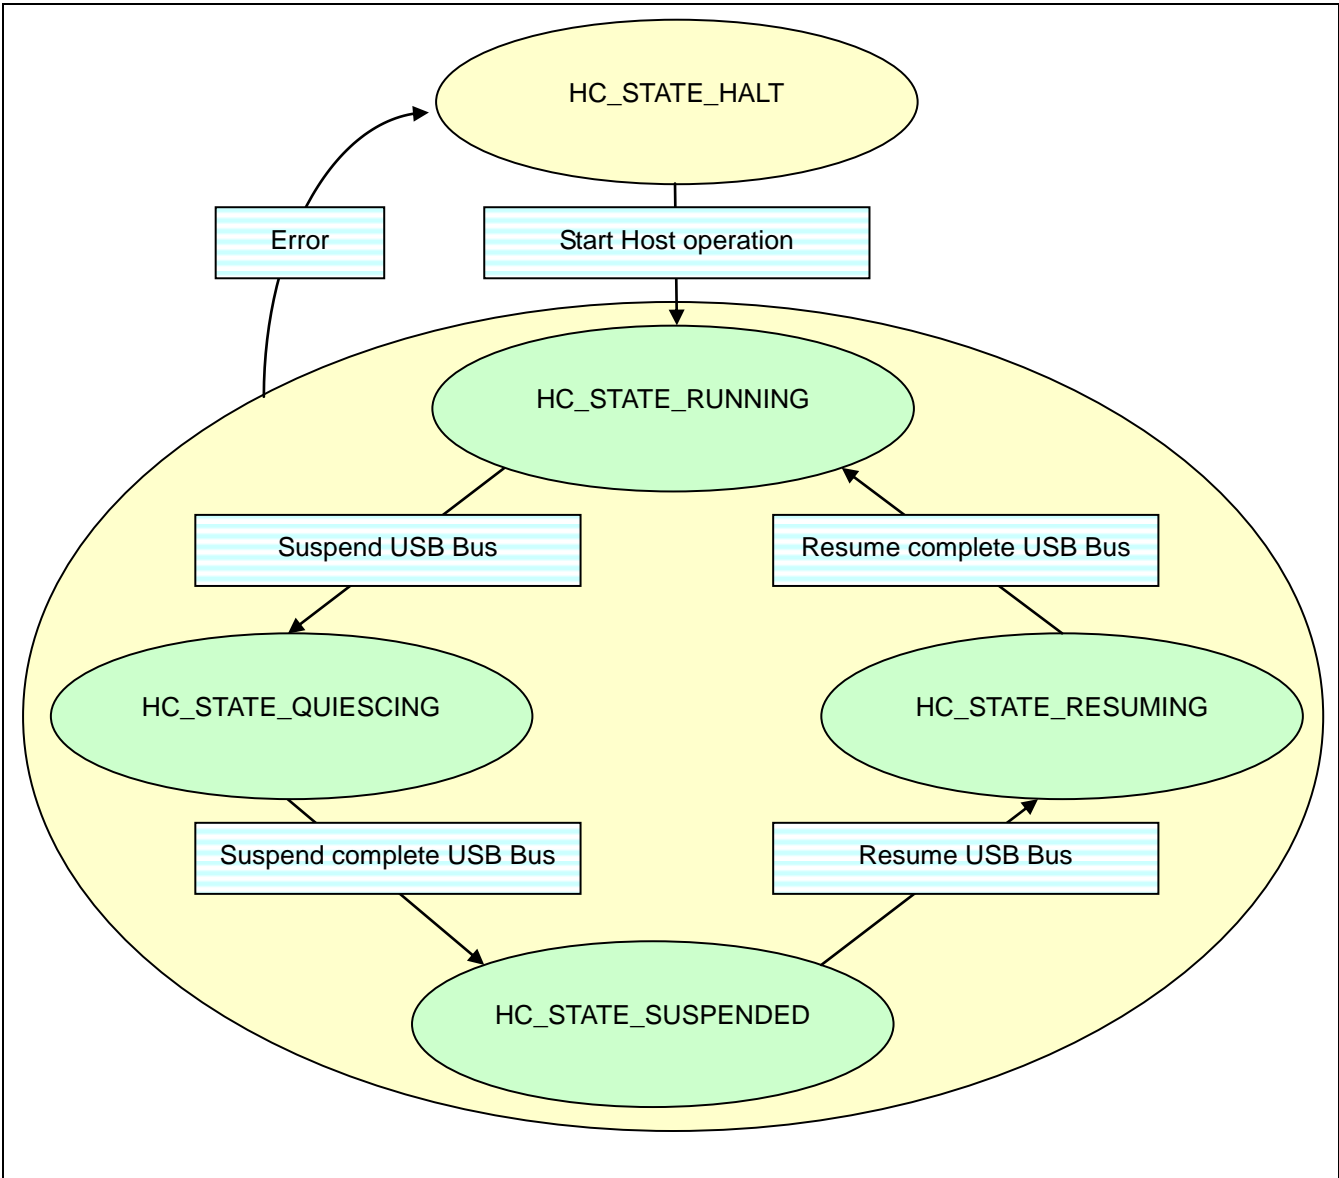 HC_STATE_HALT
Error
Start Host operation
HC_STATE_RUNNING
Suspend USB Bus
Resume complete USB Bus
HC_STATE_QUIESCING
HC_STATE_RESUMING
Suspend complete USB Bus
Resume USB Bus
HC_STATE_SUSPENDED